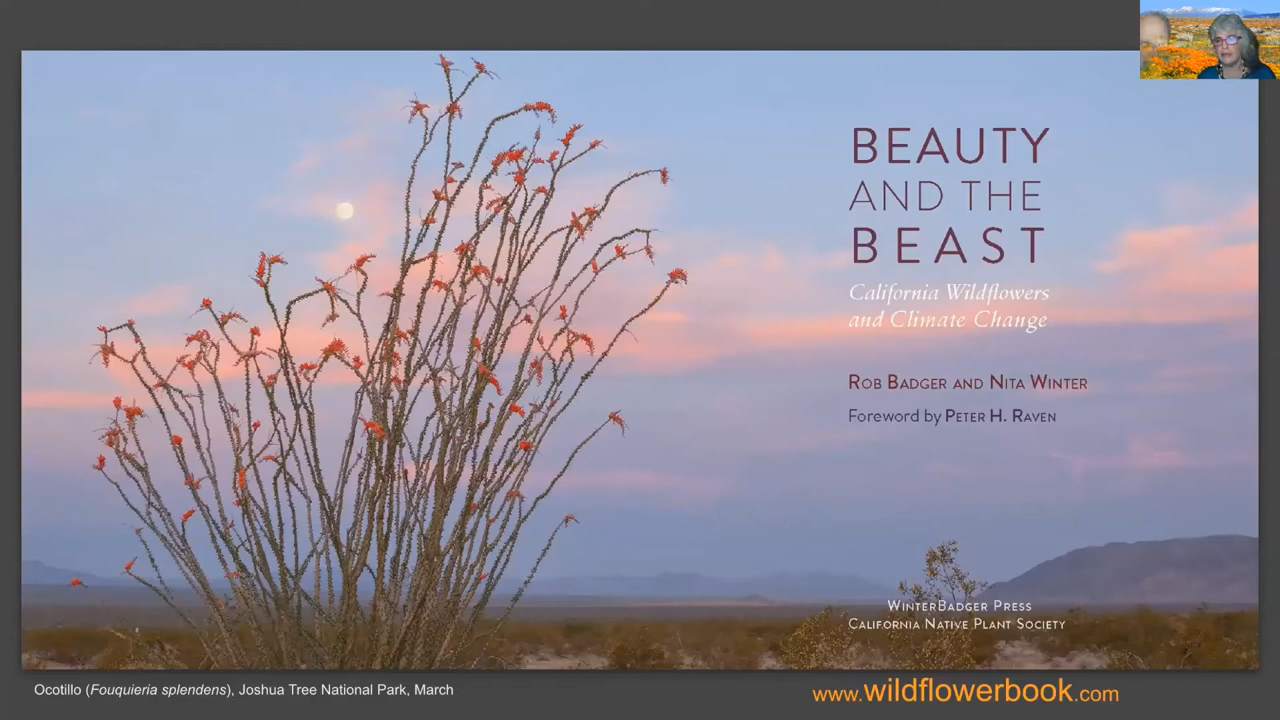 BEAUTY
AND THE
BEAST
California Wildflowers
and Climate Change
ROB BADGER AND NITA WINTER
Foreword by PETER H. RAVEN
WINTERBADGER PRESS
CALIFORNIA NATIVE PLANT SOCIETY
Ocotillo (Fouquieria splendens), Joshua Tree National Park, March
www.wildflowerbook.com